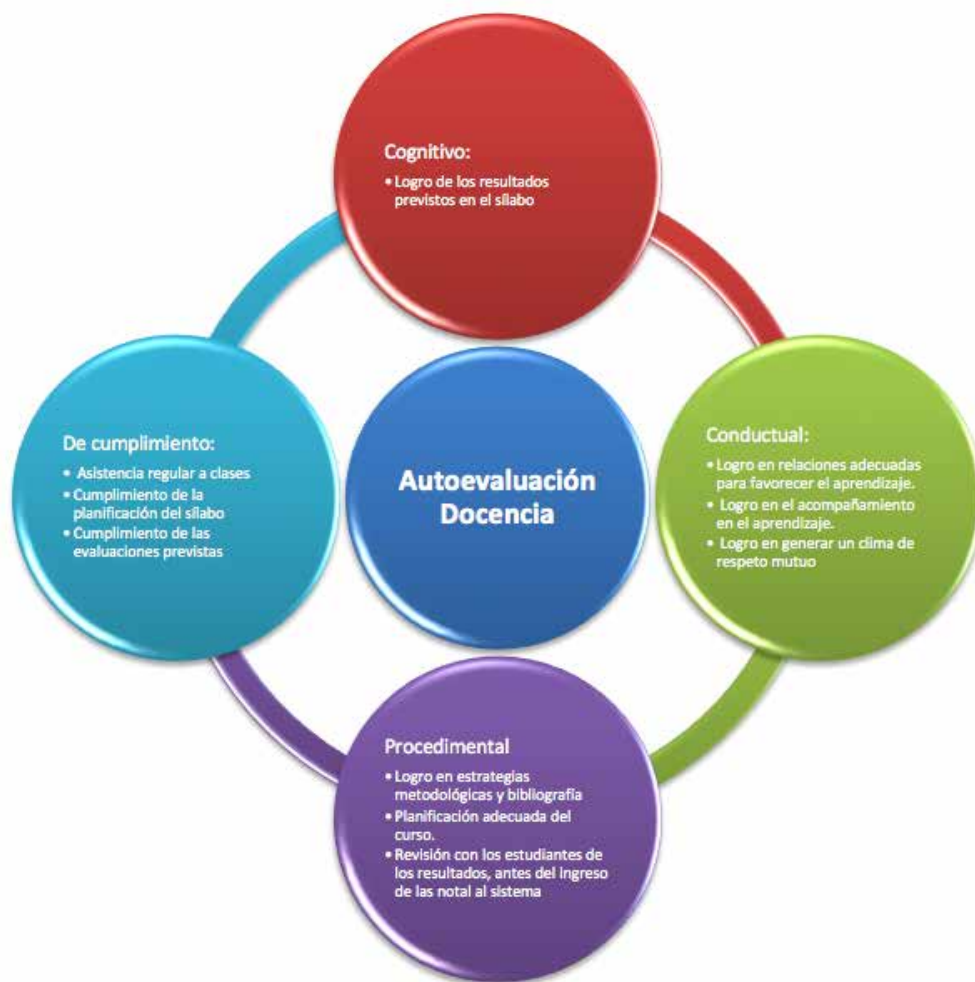 Cognitivo:
• Logro de los resultados
previstos en el sílabo
De cumplimiento:
• Asistencia regular a clases
• Cumplimiento de la
planificación del sílabo
• Cumplimiento de las
evaluaciones previstas
Autoevaluación
Docencia
Conductual:
• Logro en relaciones adecuadas
para favorecer el aprendizaje.
• Logro en el acompañamiento
en el aprendizaje.
• Logro en generar un clima de
respeto mutuo
Procedimental
• Logro en estrategias
metodológicas y bibliografía
• Planificación adecuada del
curso.
• Revisión con los estudiantes de
los resultados, antes del ingreso
de las notal al sistema